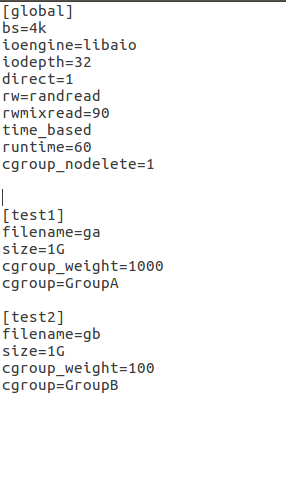 [global]
bs=4k
ioengine=libaio
iodepth=32
direct=1
rw=randread
rwmixread=90
time_based
runtime=60
cgroup_nodelete=1
[test1]
filename=ga
size=1G
cgroup_weight=1000
cgroup=GroupA
[test2]
filename=gb
size=1G
cgroup_weight=100
cgroup=GroupB